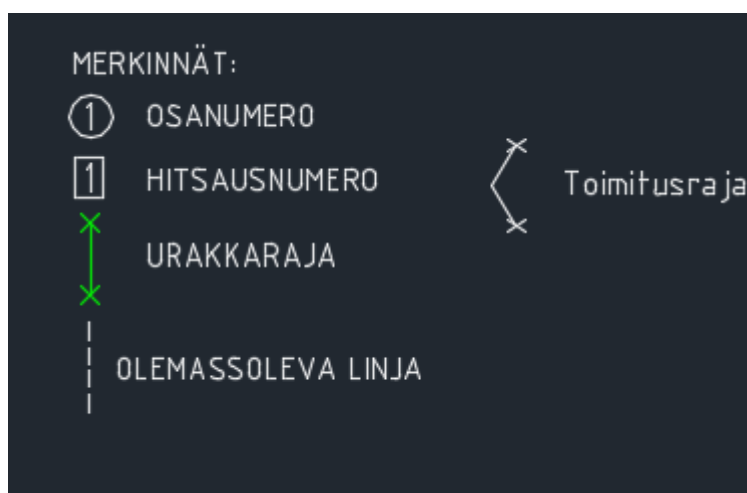 MERKINNÄT:
1 OSANUMERO
1 HITSAUSNUMERO
Toimitusraja
URAKKARAJA
OLEMASSOLEVA LINJA